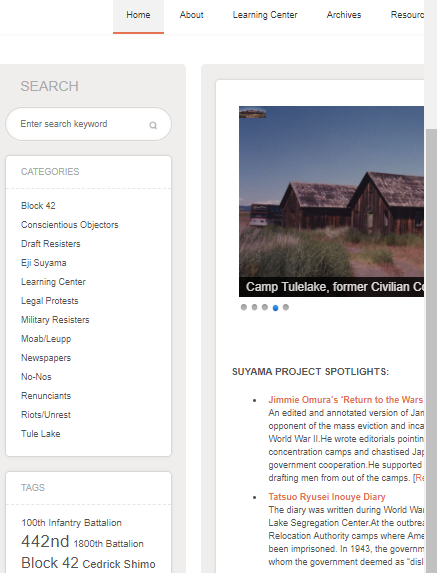 Home About Learning Center Archives Resourc
SEARCH
Enter search keyword
CATEGORIES
Block 42
Conscientious Objectors
Draft Resisters
Eji Suyama
Learning Center
Legal Protests
Military Resisters
Moab/Leupp
Newspapers
No-Nos
Renunciants
Riots/Unrest
Tule Lake
TAGS
100th Infantry Battalion
442nd 1800th Battalion
Block 42 Cedrick Shimo
Camp Tulelake, former Civilian Co
SUYAMA PROJECT SPOTLIGHTS:
Jimmie Omura's "Return to the Wars
An edited and annotated version of Jam
opponent of the mass eviction and inca
World War II.He wrote editorials pointin
concentration camps and chastised Jap
government cooperation.He supported
drafting men from out of the camps. [Re
Tatsuo Ryusei Inouye Diary
The diary was written during World War
Lake Segregation Center.At the outbrea
Relocation Authority camps where Ame
been imprisoned. In 1943, the governm
whom the government deemed as "disl